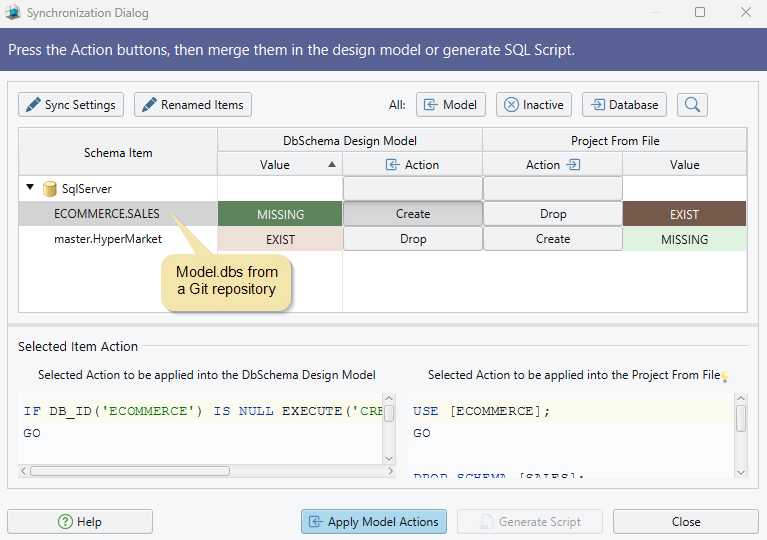 Synchronization Dialog
Press the Action buttons, then merge them in the design model or generate SQL Script.
Sync Settings Renamed Items All: Model Inactive Database
Schema Item DbSchema Design Model Project From File
Value Action Action Value
SqlServer
ECOMMERCE.SALES MISSING Create Drop EXIST
master.HyperMarket EXIST Drop Create MISSING
Model.dbs from
a Git repository
Selected Item Action
Selected Action to be applied into the DbSchema Design Model
IF DB_ID('ECOMMERCE') IS NULL EXECUTE('CRE
GO
Selected Action to be applied into the Project From File
USE [ECOMMERCE];
GO
DROP SCHEMA [SALES];
Help Apply Model Actions Generate Script Close